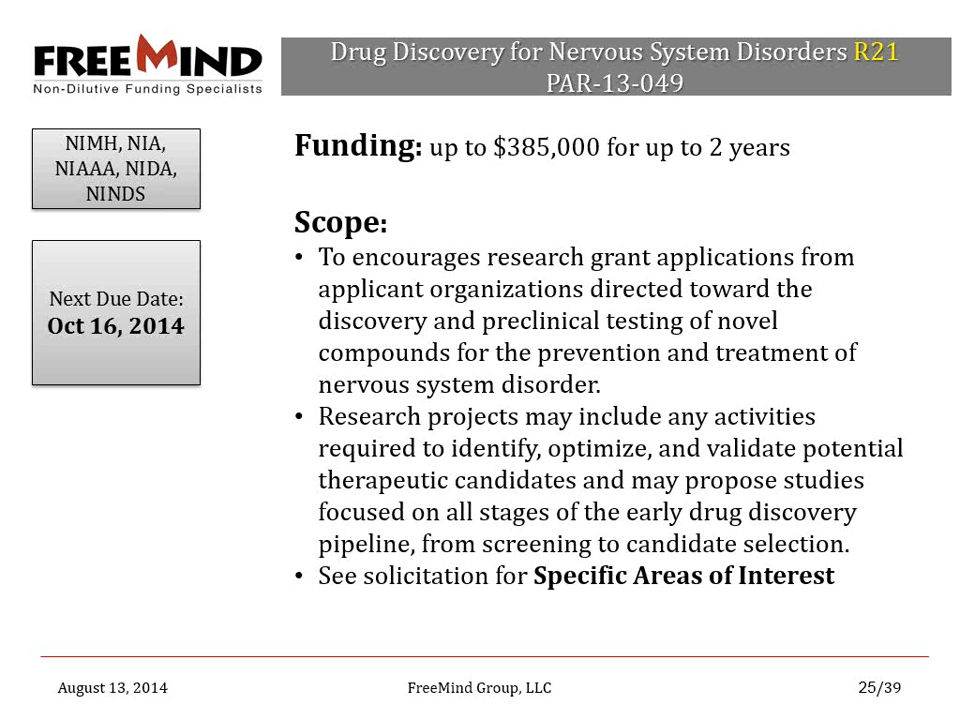 FREEMIND
Non-Dilutive Funding Specialists
Drug Discovery for Nervous System Disorders R21
PAR-13-049
NIMH, NIA,
NIAAA, NIDA,
NINDS
Next Due Date:
Oct 16, 2014
Funding: up to $385,000 for up to 2 years
Scope:
• To encourages research grant applications from
applicant organizations directed toward the
discovery and preclinical testing of novel
compounds for the prevention and treatment of
nervous system disorder.
• Research projects may include any activities
required to identify, optimize, and validate potential
therapeutic candidates and may propose studies
focused on all stages of the early drug discovery
pipeline, from screening to candidate selection.
• See solicitation for Specific Areas of Interest
August 13, 2014
FreeMind Group, LLC
25/39